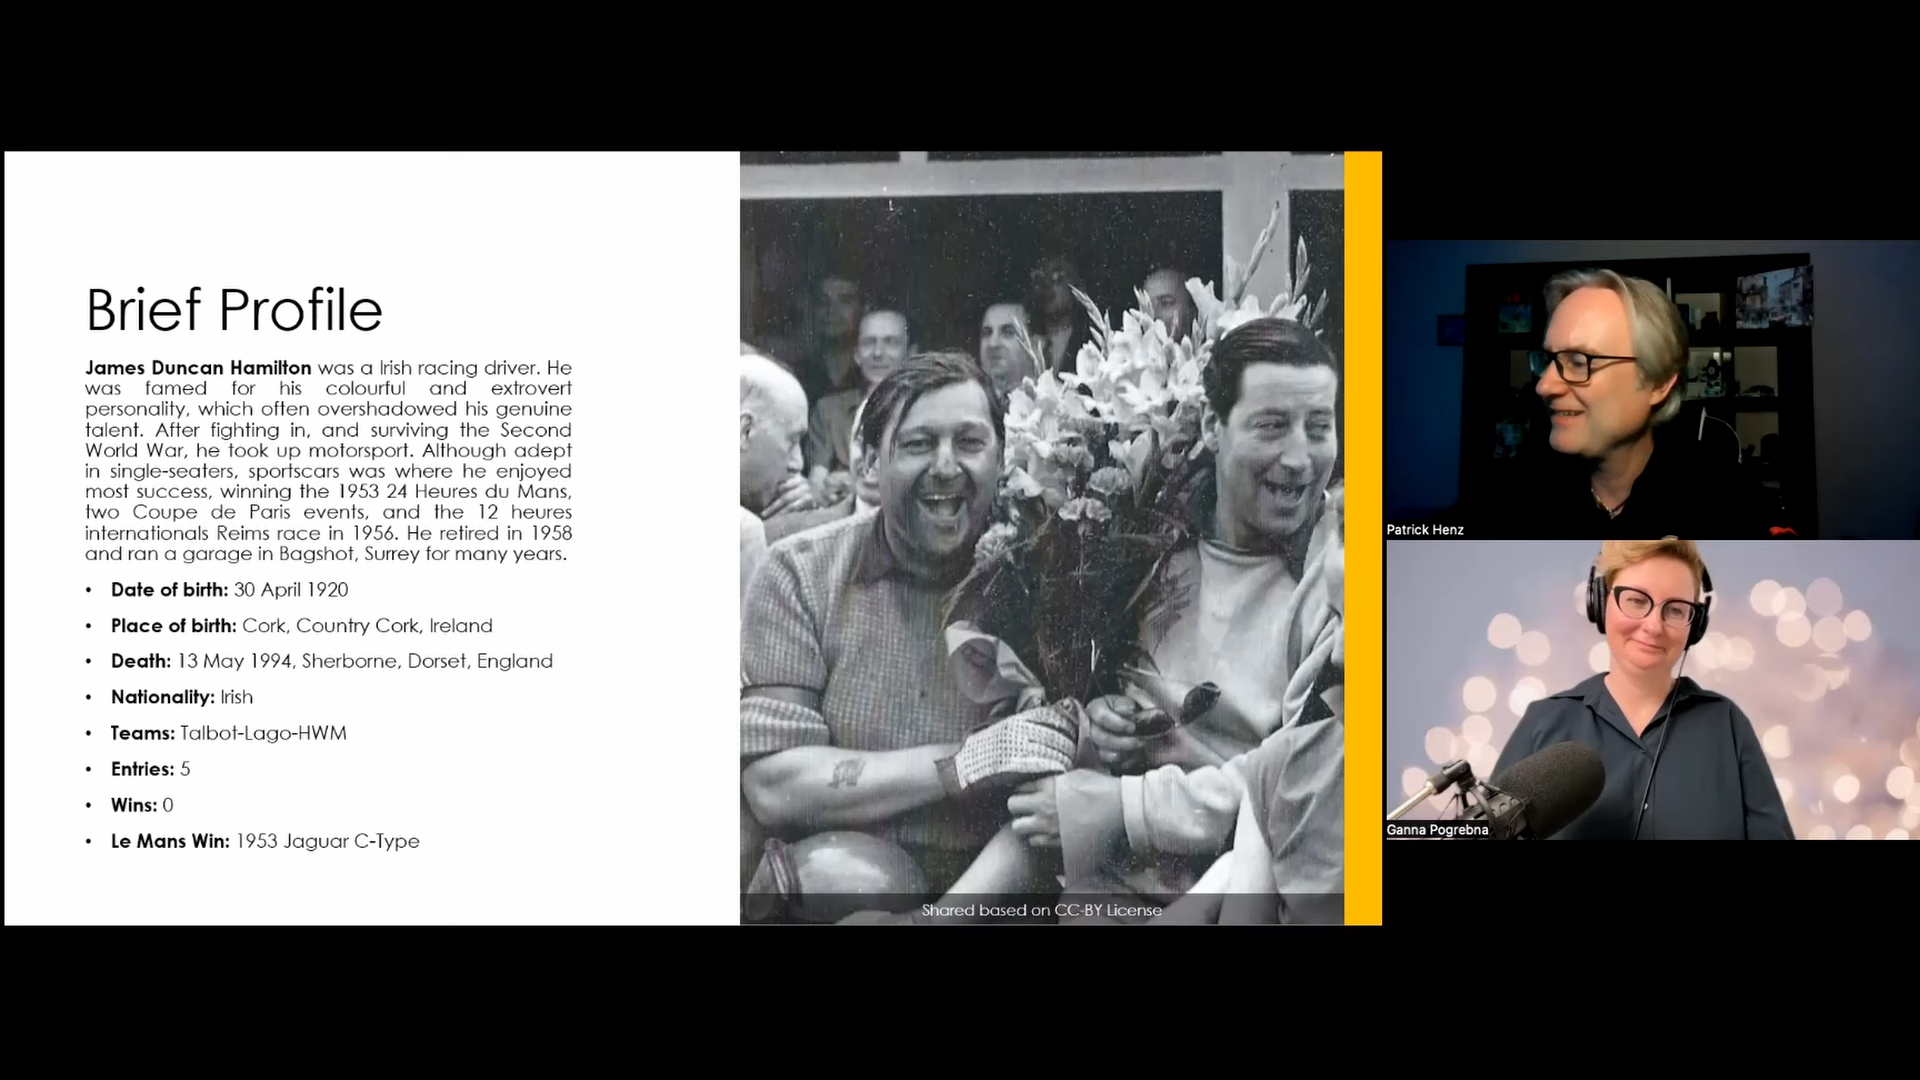 Brief Profile
James Duncan Hamilton was a Irish racing driver. He
was famed for his colourful and extrovert
personality, which often overshadowed his genuine
talent. After fighting in, and surviving the Second
World War, he took up motorsport. Although adept
in single-seaters, sportscars was where he enjoyed
most success, winning the 1953 24 Heures du Mans,
two Coupe de Paris events, and the 12 heures
internationals Reims race in 1956. He retired in 1958
and ran a garage in Bagshot, Surrey for many years.
• Date of birth: 30 April 1920
• Place of birth: Cork, Country Cork, Ireland
• Death: 13 May 1994, Sherborne, Dorset, England
• Nationality: Irish
• Teams: Talbot-Lago-HWM
• Entries: 5
• Wins: 0
• Le Mans Win: 1953 Jaguar C-Type
Shared based on CC-BY License
Patrick Henz
Ganna Pogrebna